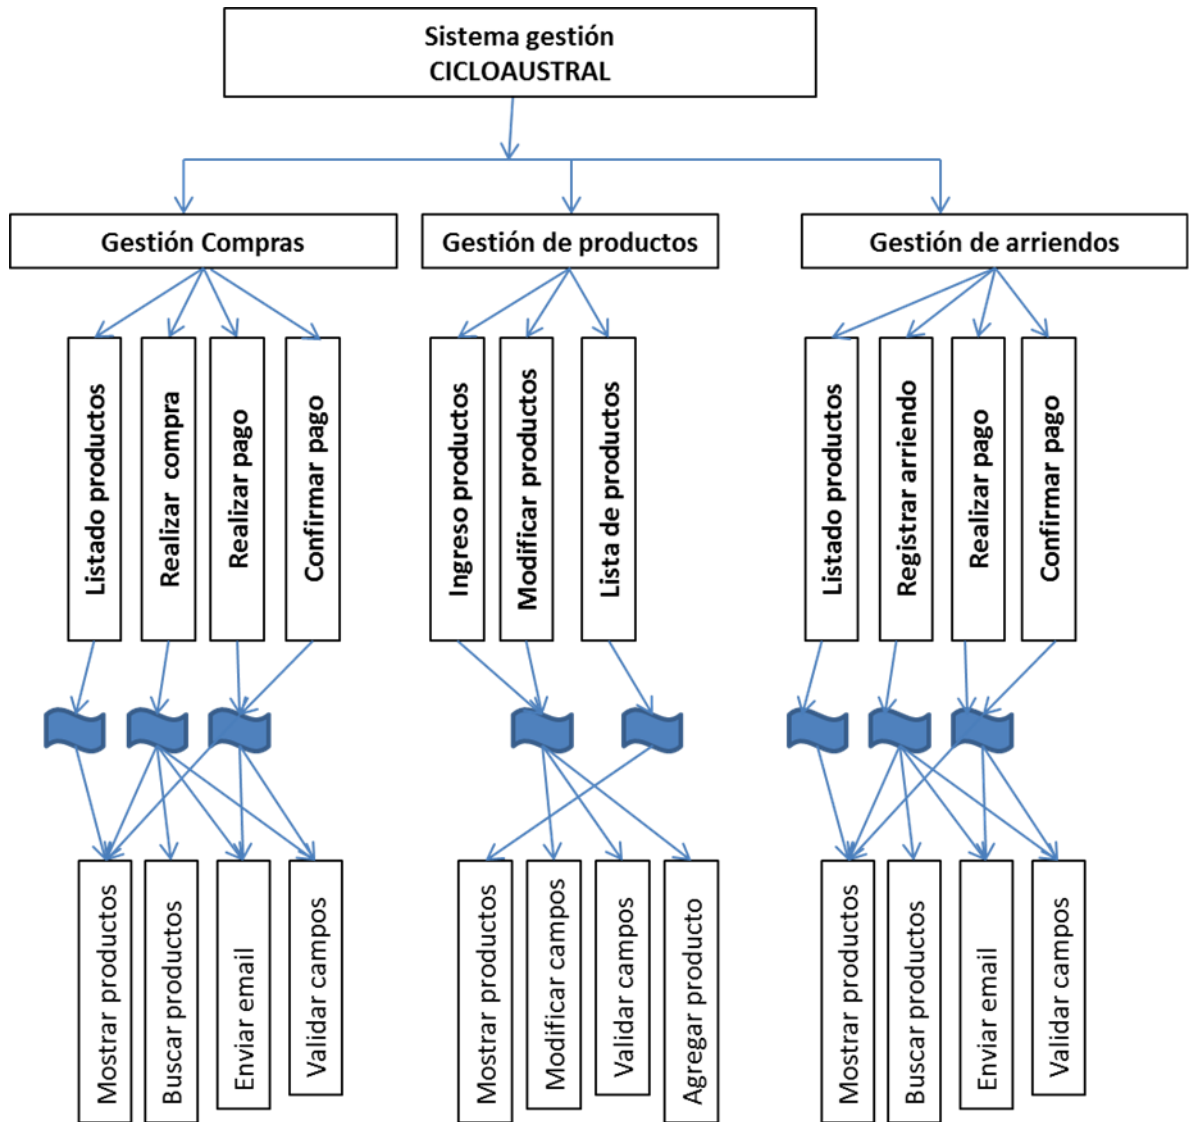 Sistema gestión
CICLOAUSTRAL
Gestión Compras
Gestión de productos
Gestión de arriendos
Listado productos
Realizar compra
Realizar pago
Confirmar pago
Ingreso productos
Modificar productos
Lista de productos
Listado productos
Registrar arriendo
Realizar pago
Confirmar pago
Mostrar productos
Buscar productos
Enviar email
Validar campos
Mostrar productos
Modificar campos
Validar campos
Agregar producto
Mostrar productos
Buscar productos
Enviar email
Validar campos